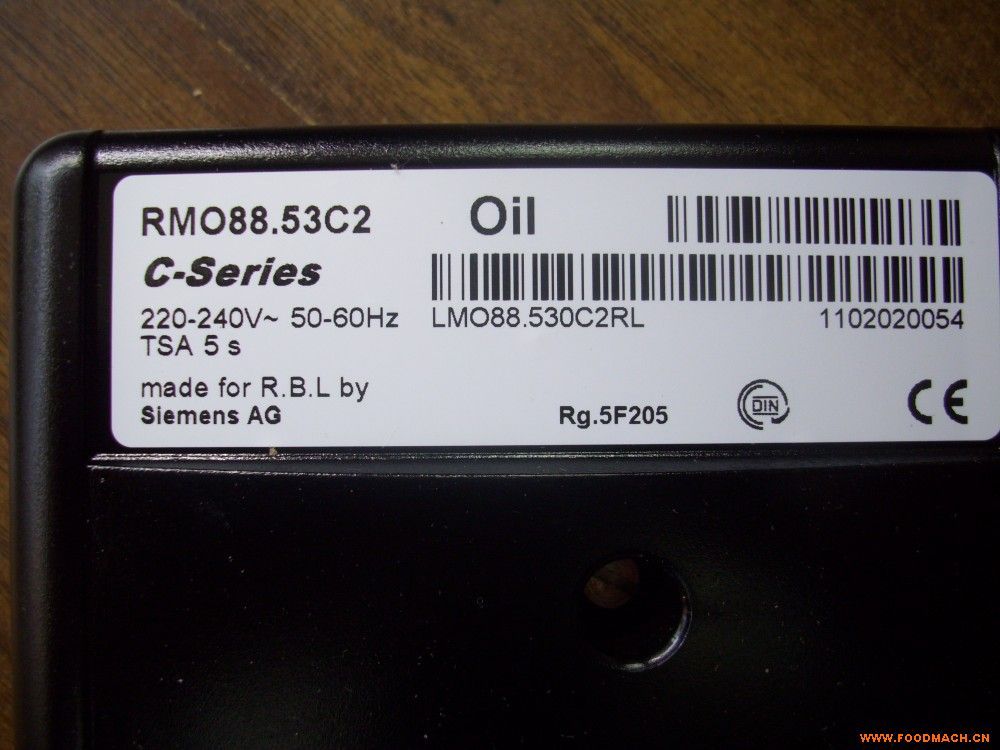 RMO88.53C2 Oil
C-Series
220-240V~ 50-60Hz LMO88.530C2RL 1102020054
TSA 5 s
made for R.B.L by
Siemens AG Rg.5F205 DIN CE
WWW.FOODMACH.CN